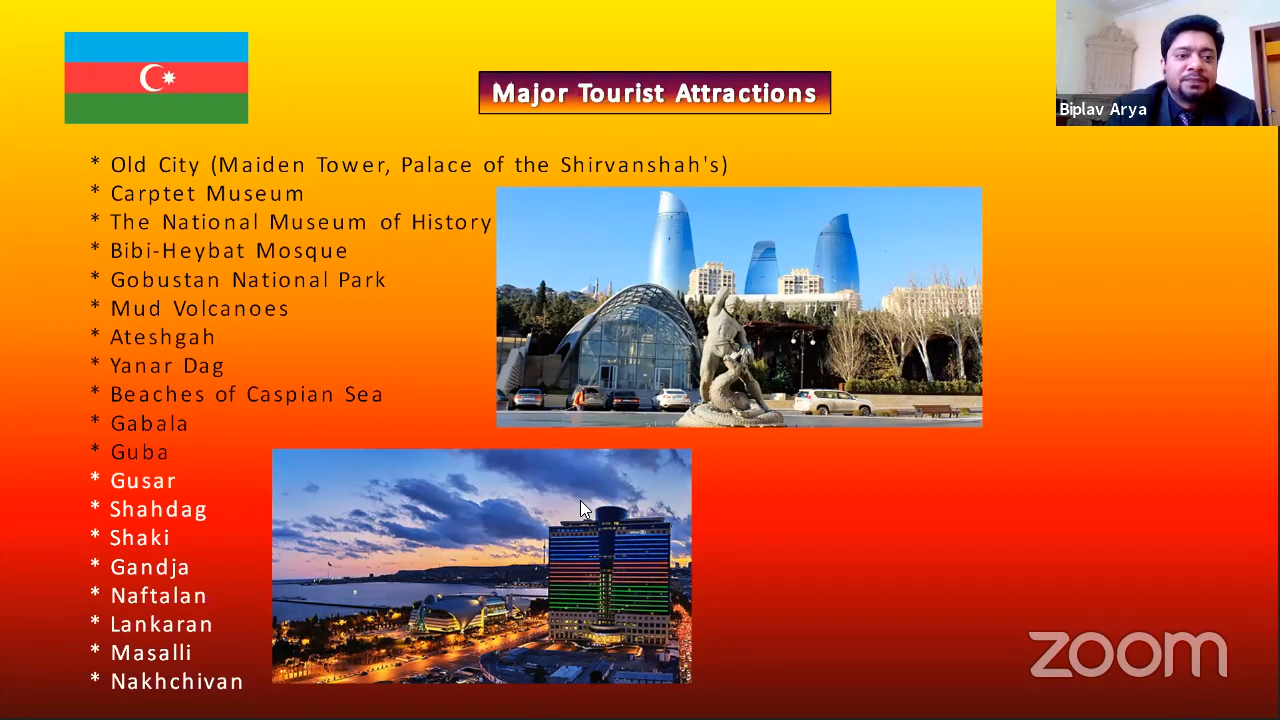 Major Tourist Attractions
Biplav Arya
* Old City (Maiden Tower, Palace of the Shirvanshah's)
* Carptet Museum
* The National Museum of History
* Bibi-Heybat Mosque
* Gobustan National Park
* Mud Volcanoes
* Ateshgah
* Yanar Dag
* Beaches of Caspian Sea
* Gabala
* Guba
* Gusar
* Shahdag
* Shaki
* Gandja
* Naftalan
* Lankaran
* Masalli
* Nakhchivan
zoom